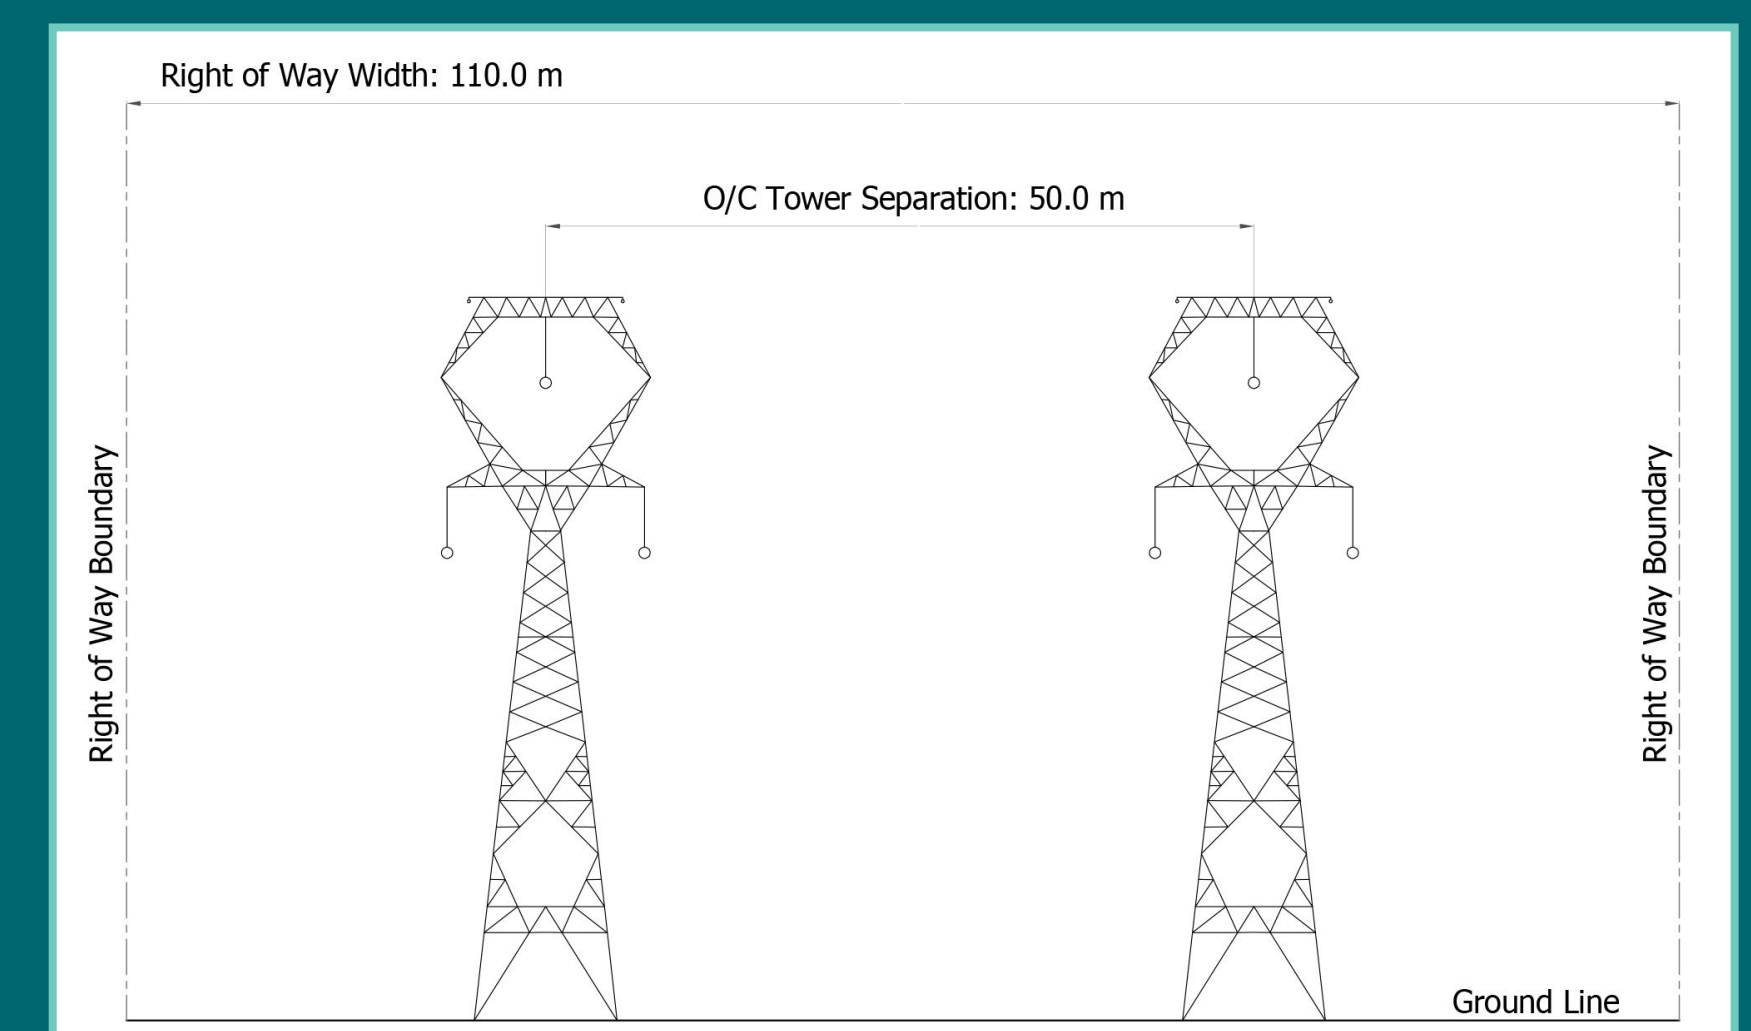 Right of Way Width: 110.0 m
O/C Tower Separation: 50.0 m
Right of Way Boundary
Right of Way Boundary
Ground Line